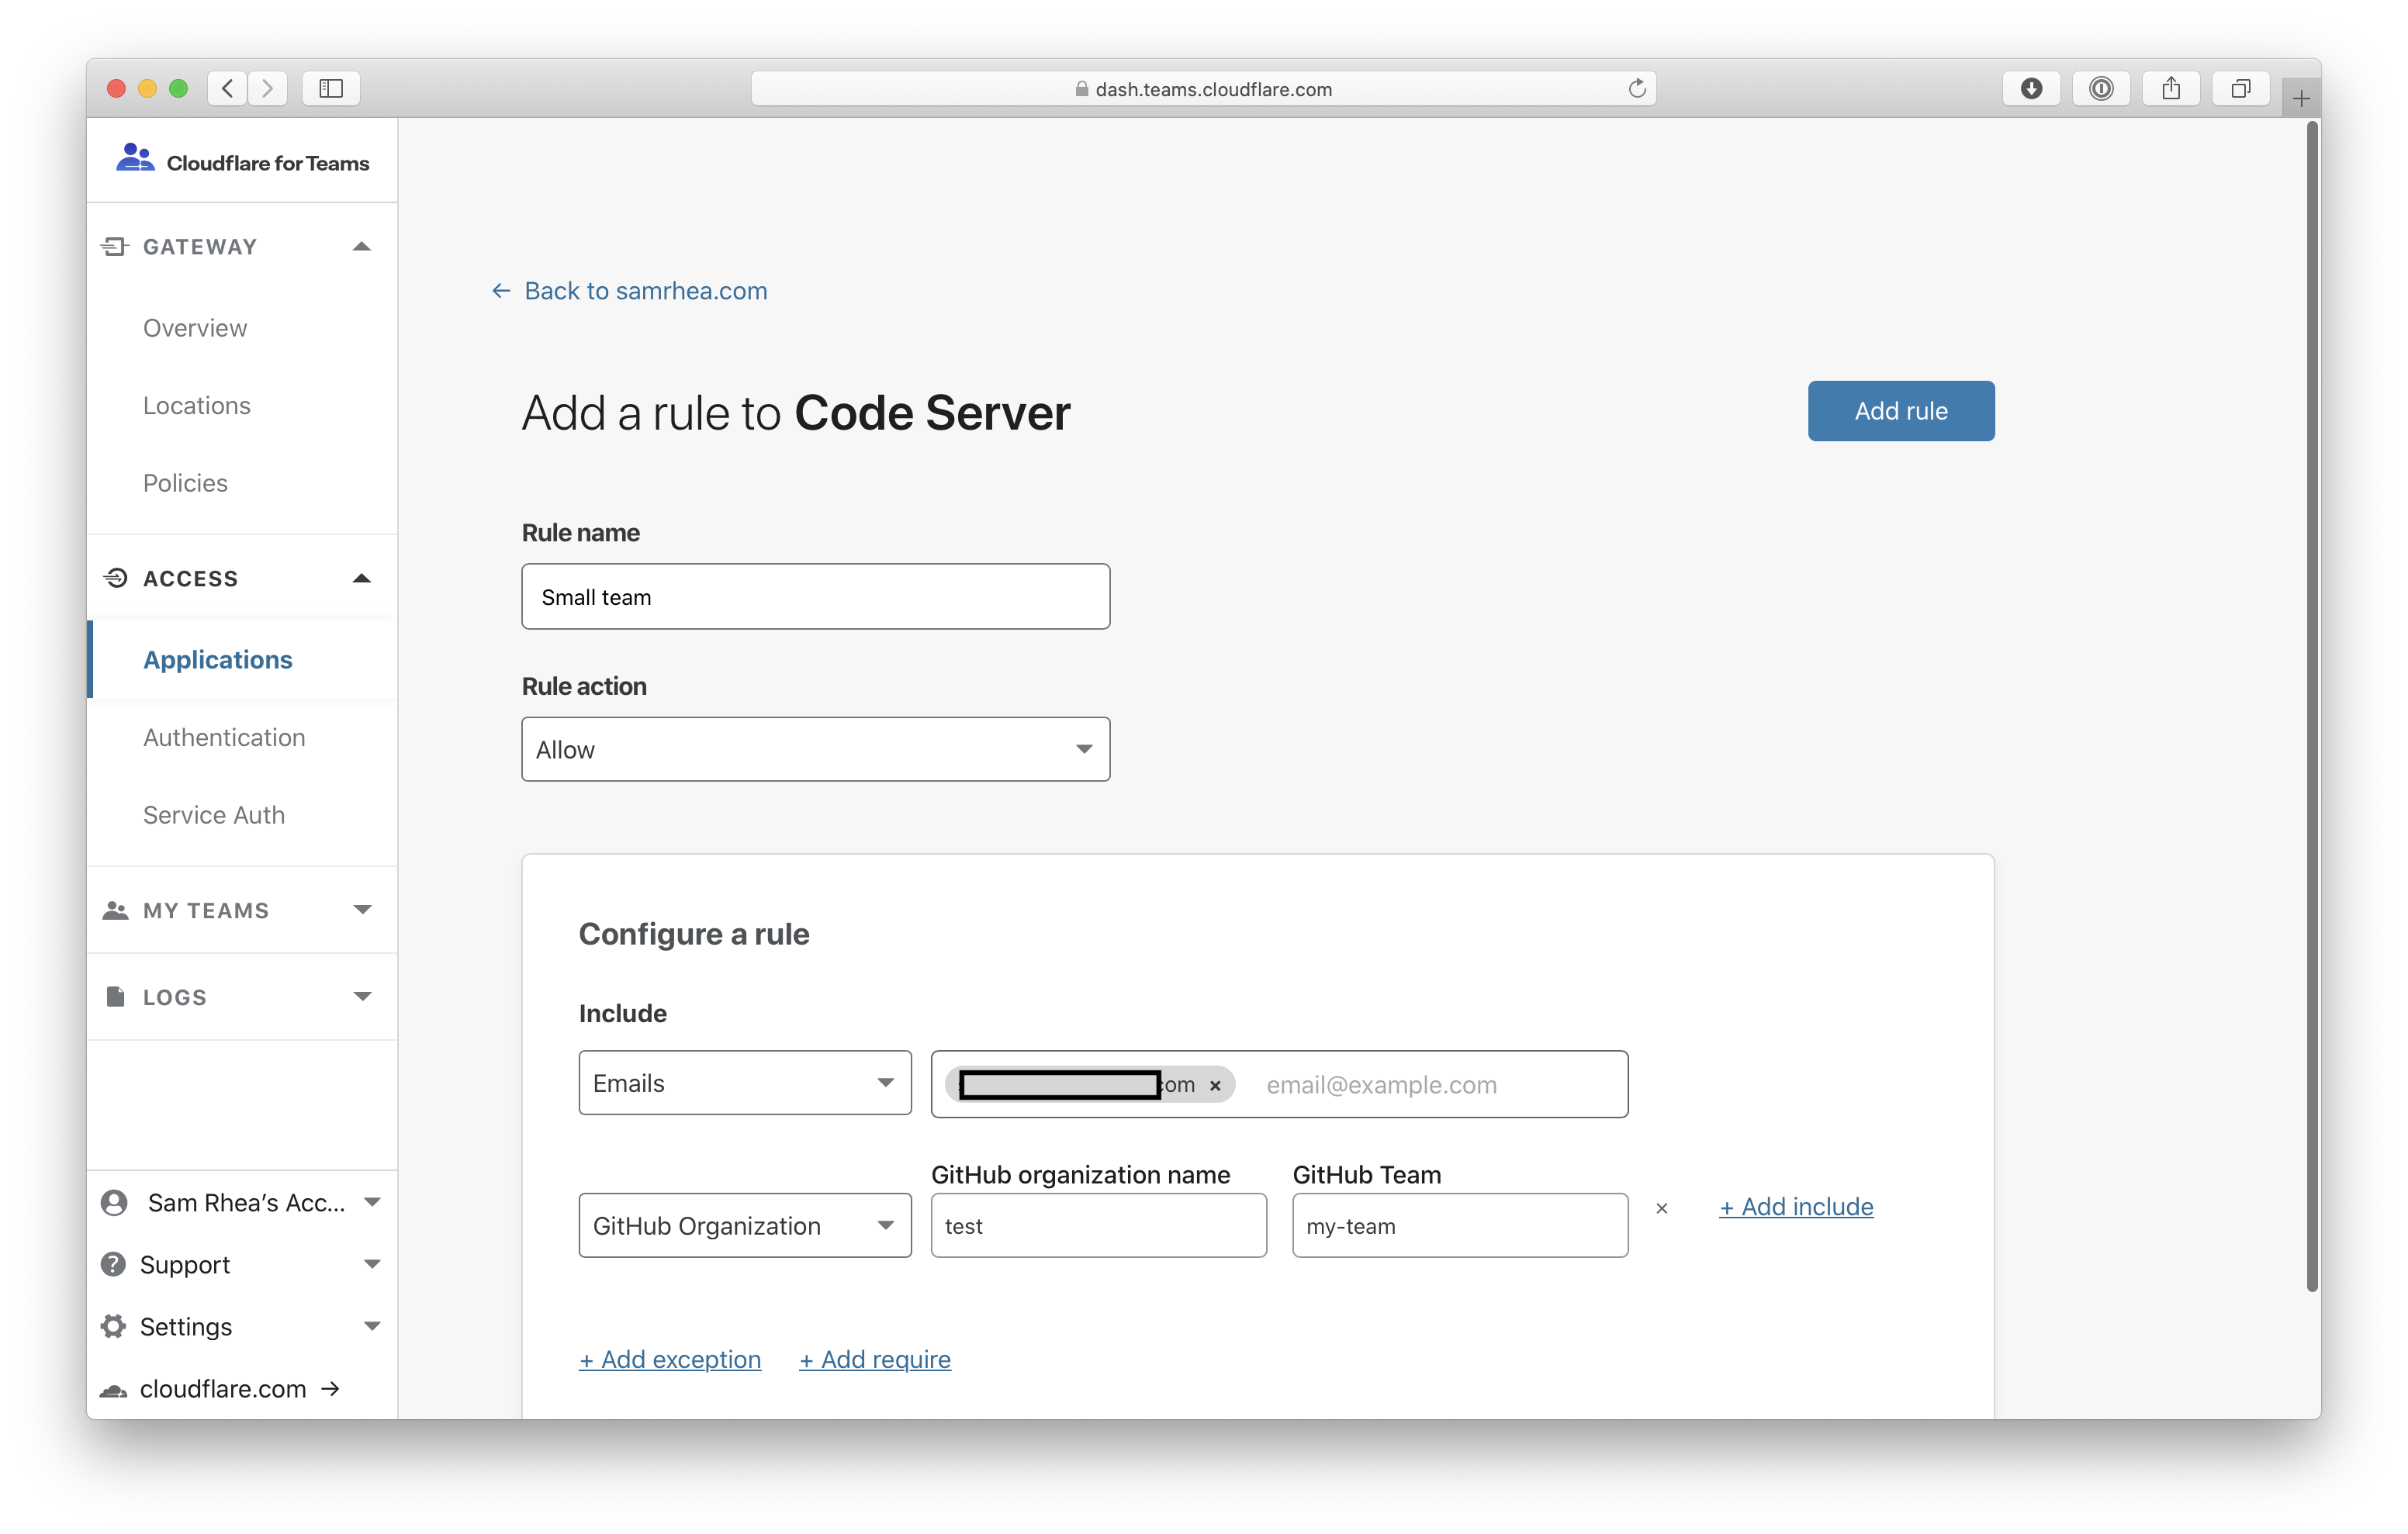 dash.teams.cloudflare.com
Cloudflare for Teams
GATEWAY
Overview
Locations
Policies
ACCESS
Applications
Authentication
Service Auth
MY TEAMS
LOGS
Sam Rhea’s Acc...
Support
Settings
cloudflare.com →
← Back to samrhea.com
Add a rule to Code Server
Add rule
Rule name
Small team
Rule action
Allow
Configure a rule
Include
Emails
com × email@example.com
GitHub organization name GitHub Team
GitHub Organization test my-team × + Add include
+ Add exception + Add require